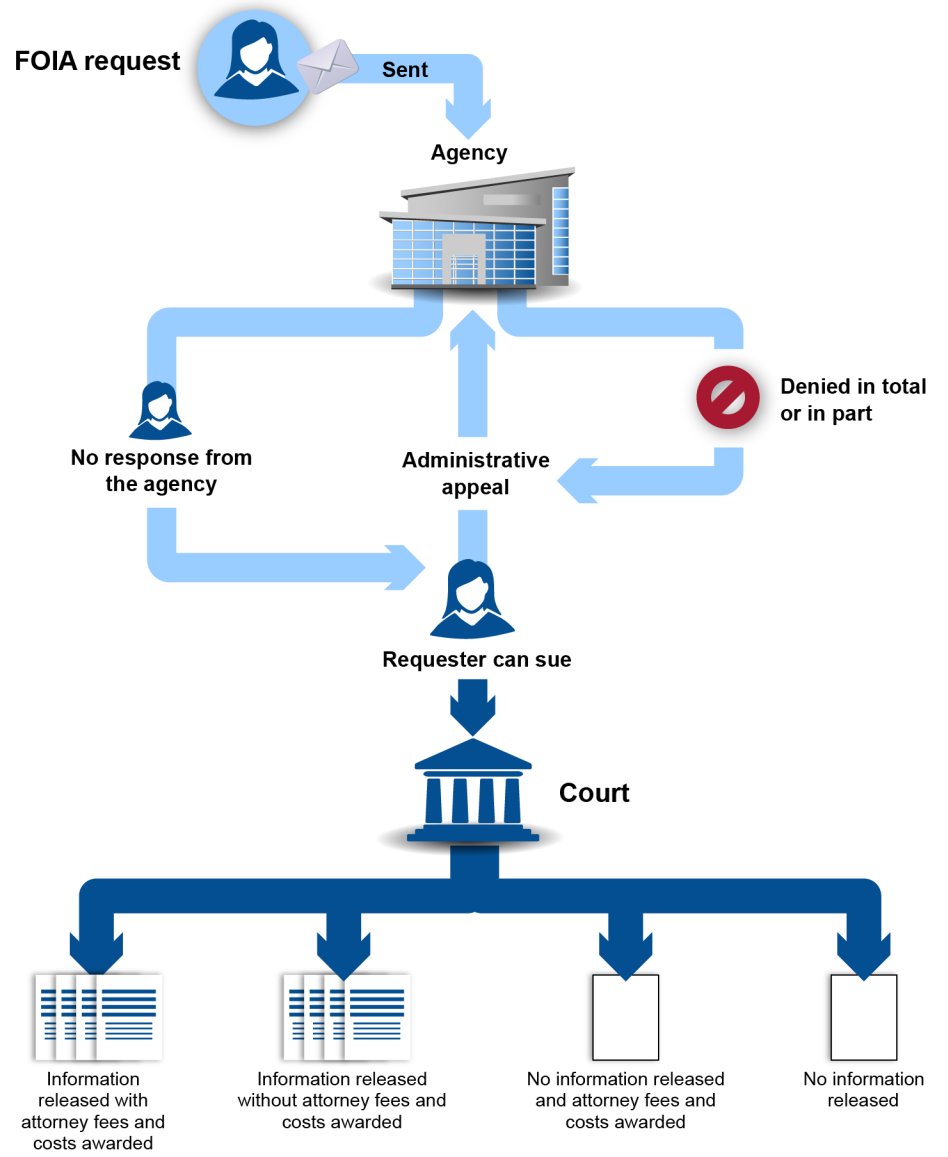 FOIA request
Sent
Agency
Denied in total
or in part
No response from
the agency
Administrative
appeal
Requester can sue
Court
Information
released with
attorney fees and
costs awarded
Information released
without attorney fees and
costs awarded
No information released
and attorney fees and
costs awarded
No information
released